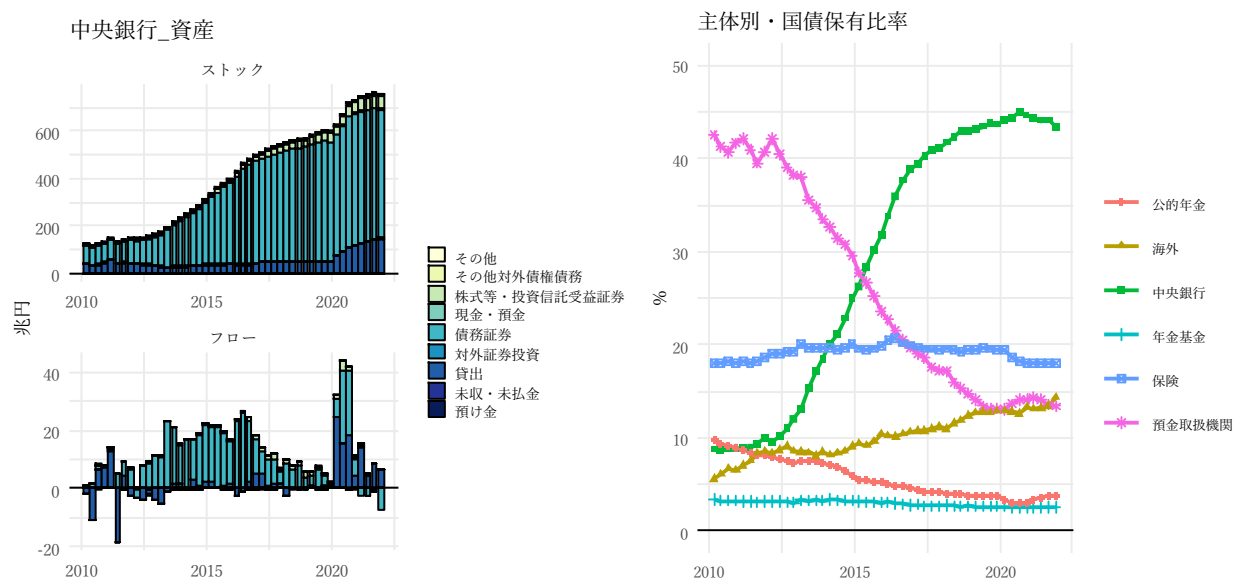 中央銀行_資産
ストック
600
400
200
0
2010
2015
2020
兆円
フロー
40
20
0
-20
2010
2015
2020
その他
その他対外債権債務
株式等・投資信託受益証券
現金・預金
債務証券
対外証券投資
貸出
未収・未払金
預け金
主体別・国債保有比率
50
40
30
20
10
0
%
2010
2015
2020
公的年金
海外
中央銀行
年金基金
保険
預金取扱機関